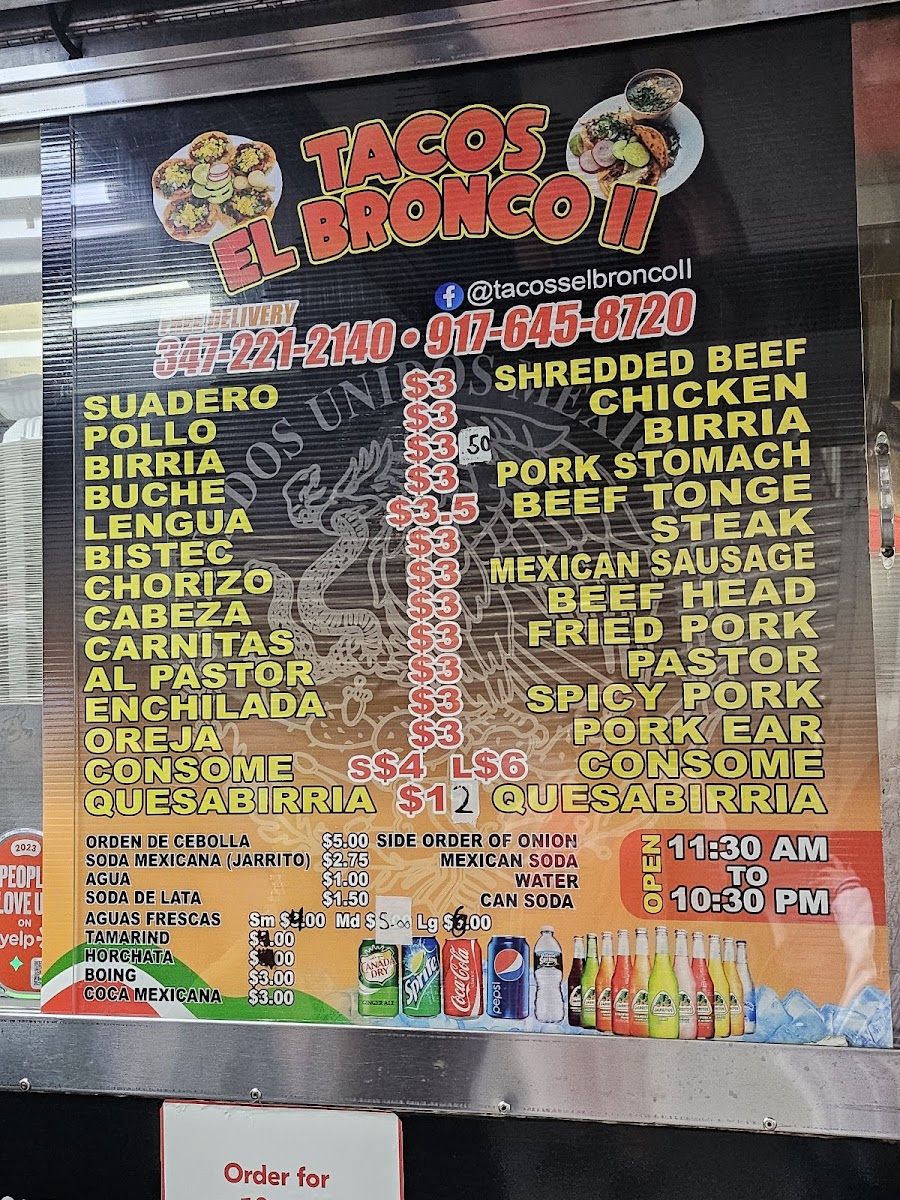 TACOS
EL BRONCO II
@tacosselbroncoII
FREE DELIVERY
347-221-2140 • 917-645-8720
SUADERO $3 SHREDDED BEEF
POLLO $3 CHICKEN
BIRRIA $3.50 BIRRIA
BUCHE $3 PORK STOMACH
LENGUA $3.5 BEEF TONGE
BISTEC $3 STEAK
CHORIZO $3 MEXICAN SAUSAGE
CABEZA $3 BEEF HEAD
CARNITAS $3 FRIED PORK
AL PASTOR $3 PASTOR
ENCHILADA $3 SPICY PORK
OREJA $3 PORK EAR
CONSOME S$4 L$6 CONSOME
QUESABIRRIA $12 QUESABIRRIA
ORDEN DE CEBOLLA $5.00 SIDE ORDER OF ONION
SODA MEXICANA (JARRITO) $2.75 MEXICAN SODA
AGUA $1.00 WATER
SODA DE LATA $1.50 CAN SODA
AGUAS FRESCAS Sm $4.00 Md $5.00 Lg $6.00
TAMARIND
HORCHATA
BOING $3.00
COCA MEXICANA $3.00
OPEN 11:30 AM
TO
10:30 PM
CANADA
DRY
GINGER ALE
Sprite
Coca-Cola
pepsi
2023
PEOPL
LOVE U
ON
yelp
Order for